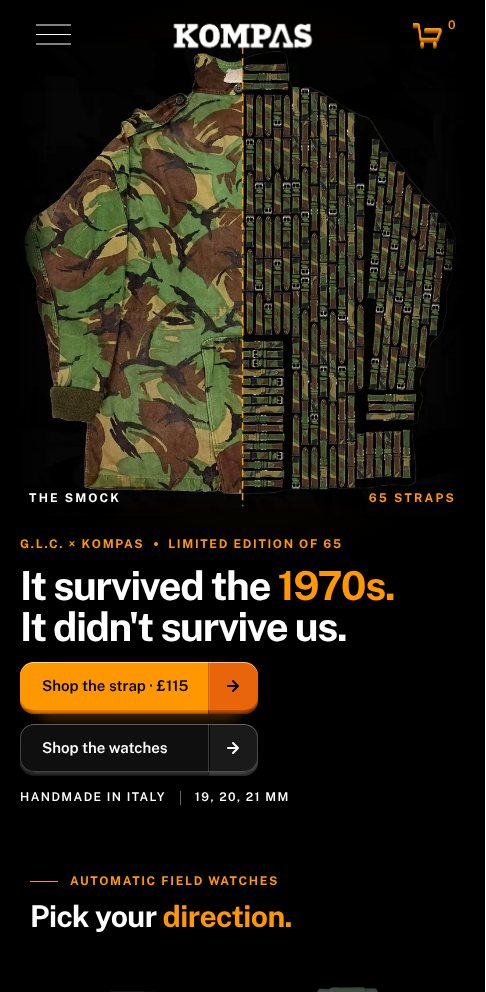 KOMPAS
0
THE SMOCK
65 STRAPS
G.L.C. × KOMPAS • LIMITED EDITION OF 65
It survived the 1970s.
It didn't survive us.
Shop the strap · £115 →
Shop the watches →
HANDMADE IN ITALY | 19, 20, 21 MM
AUTOMATIC FIELD WATCHES
Pick your direction.